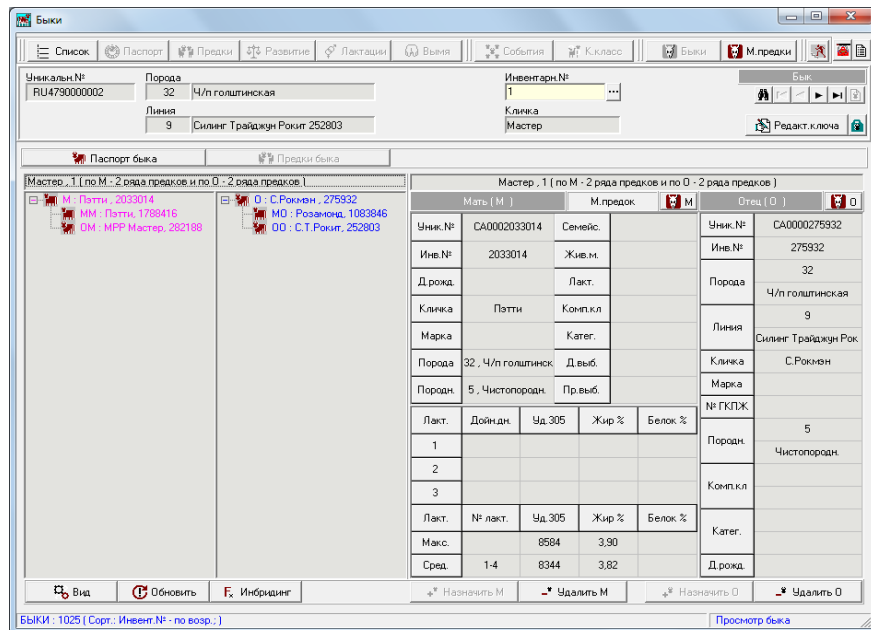 Быки
Список Паспорт Предки Развитие Лактации Вымя События К.класс Быки М.предки
Уникальн.№ Порода Инвентарн.№ Бык
RU4790000002 32 Ч/п голштинская 1 ...
Линия Кличка
9 Силинг Трайджун Рокит 252803 Мастер Редакт.ключа
Паспорт быка Предки быка
Мастер , 1 ( по М - 2 ряда предков и по О - 2 ряда предков ) Мастер , 1 ( по М - 2 ряда предков и по О - 2 ряда предков )
М : Пэтти, 2033014 О : С.Рокмэн , 275932 Мать ( М ) М.предок М Отец ( О ) О
ММ : Пэтти, 1788416 МО : Розамонд, 1083846
ОМ : МРР Мастер, 282188 ОО : С.Т.Рокит, 252803
Уник.№ CA0002033014 Семейс. Уник.№ CA0000275932
Инв.№ 2033014 Жив.м. Инв.№ 275932
Д.рожд. Лакт. Порода 32
Ч/п голштинская
Кличка Пэтти Комп.кл Линия 9
Марка Катег. Силинг Трайджун Рок
Порода 32 , Ч/п голштинск Д.выб. Кличка С.Рокмэн
Породн. 5 , Чистопородн. Пр.выб. Марка
№ ГКПЖ
Лакт. Дойн.дн. Уд.305 Жир % Белок % Породн. 5
1 Чистопородн.
2
3 Комп.кл
Лакт. № лакт. Уд.305 Жир % Белок % Катег.
Макс. 8584 3,90
Сред. 1-4 8344 3,82 Д.рожд.
Вид Обновить Fx Инбридинг Назначить М Удалить М Назначить О Удалить О
БЫКИ : 1025 ( Сорт.: Инвент.№ - по возр.; ) Просмотр быка